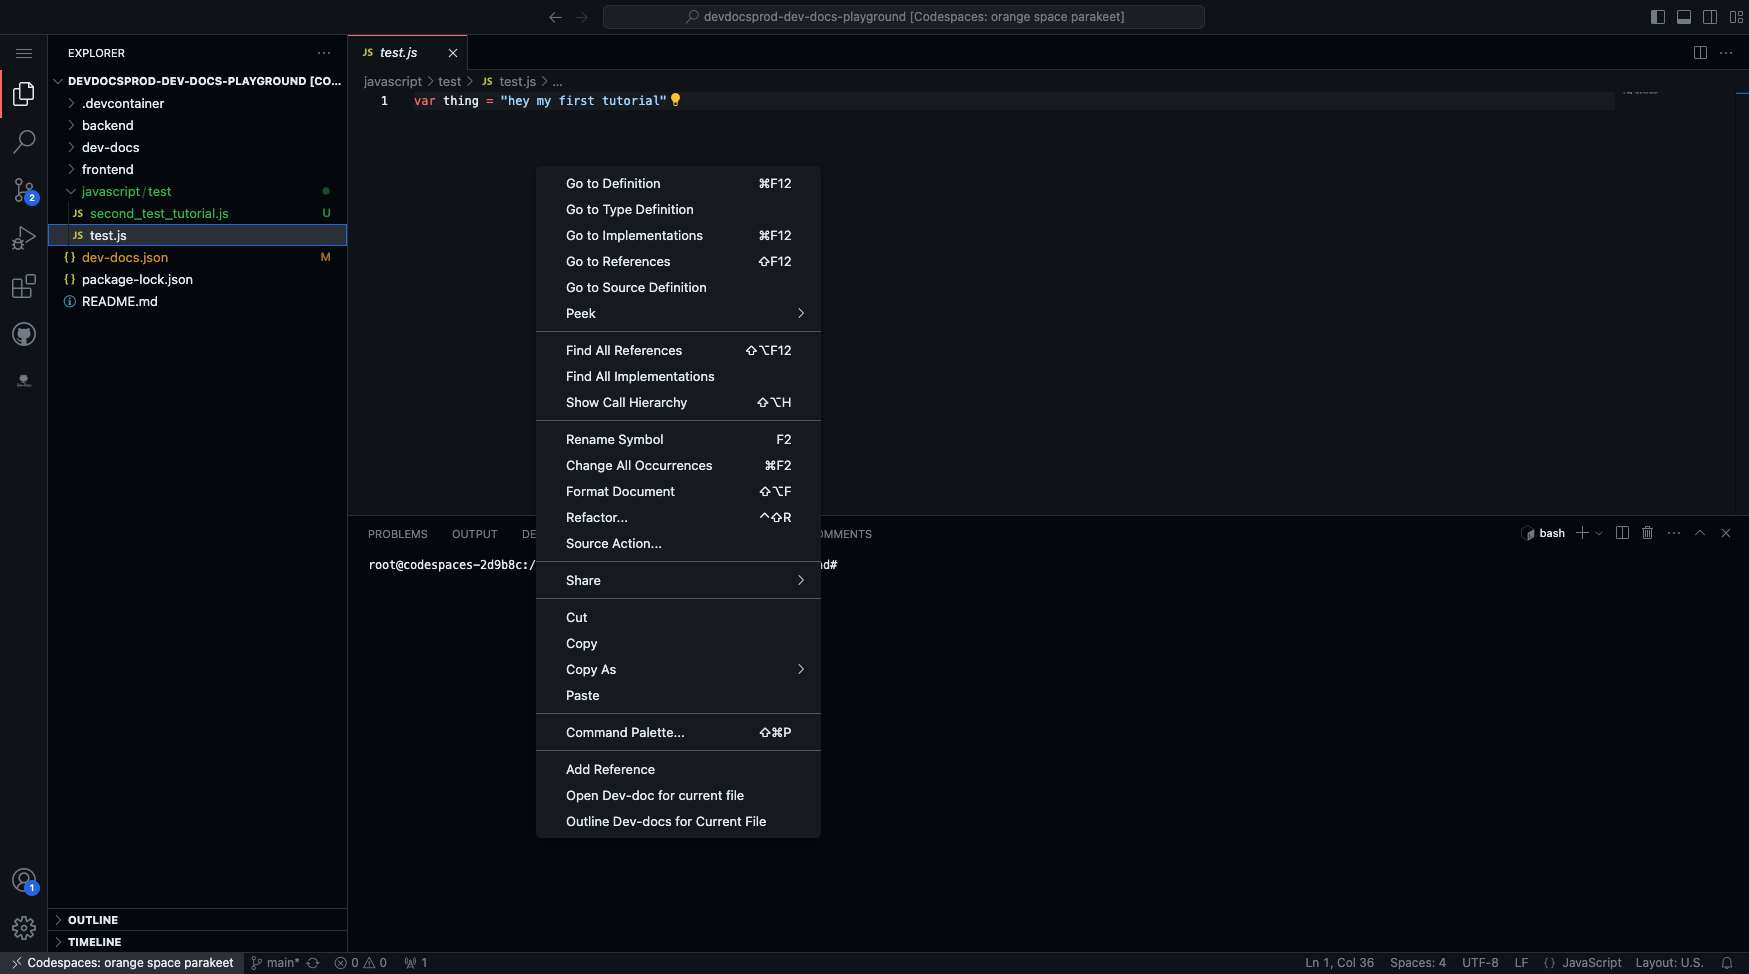 devdocsprod-dev-docs-playground [Codespaces: orange space parakeet]
EXPLORER
DEVDOCSPROD-DEV-DOCS-PLAYGROUND [CO...
.devcontainer
backend
dev-docs
frontend
javascript/test
JS second_test_tutorial.js U
JS test.js
{} dev-docs.json M
{} package-lock.json
README.md
2
1
OUTLINE
TIMELINE
JS test.js
javascript > test > JS test.js > ...
1 var thing = "hey my first tutorial"
Go to Definition ⌘F12
Go to Type Definition
Go to Implementations ⌘F12
Go to References ⇧F12
Go to Source Definition
Peek
Find All References ⇧⌥F12
Find All Implementations
Show Call Hierarchy ⇧⌥H
Rename Symbol F2
Change All Occurrences ⌘F2
Format Document ⇧⌥F
Refactor... ^⇧R
Source Action...
Share
Cut
Copy
Copy As
Paste
Command Palette... ⇧⌘P
Add Reference
Open Dev-doc for current file
Outline Dev-docs for Current File
PROBLEMS OUTPUT DE OMMENTS bash
root@codespaces-2d9b8c:/ nd#
Codespaces: orange space parakeet main* 0 0 1 Ln 1, Col 36 Spaces: 4 UTF-8 LF {} JavaScript Layout: U.S.